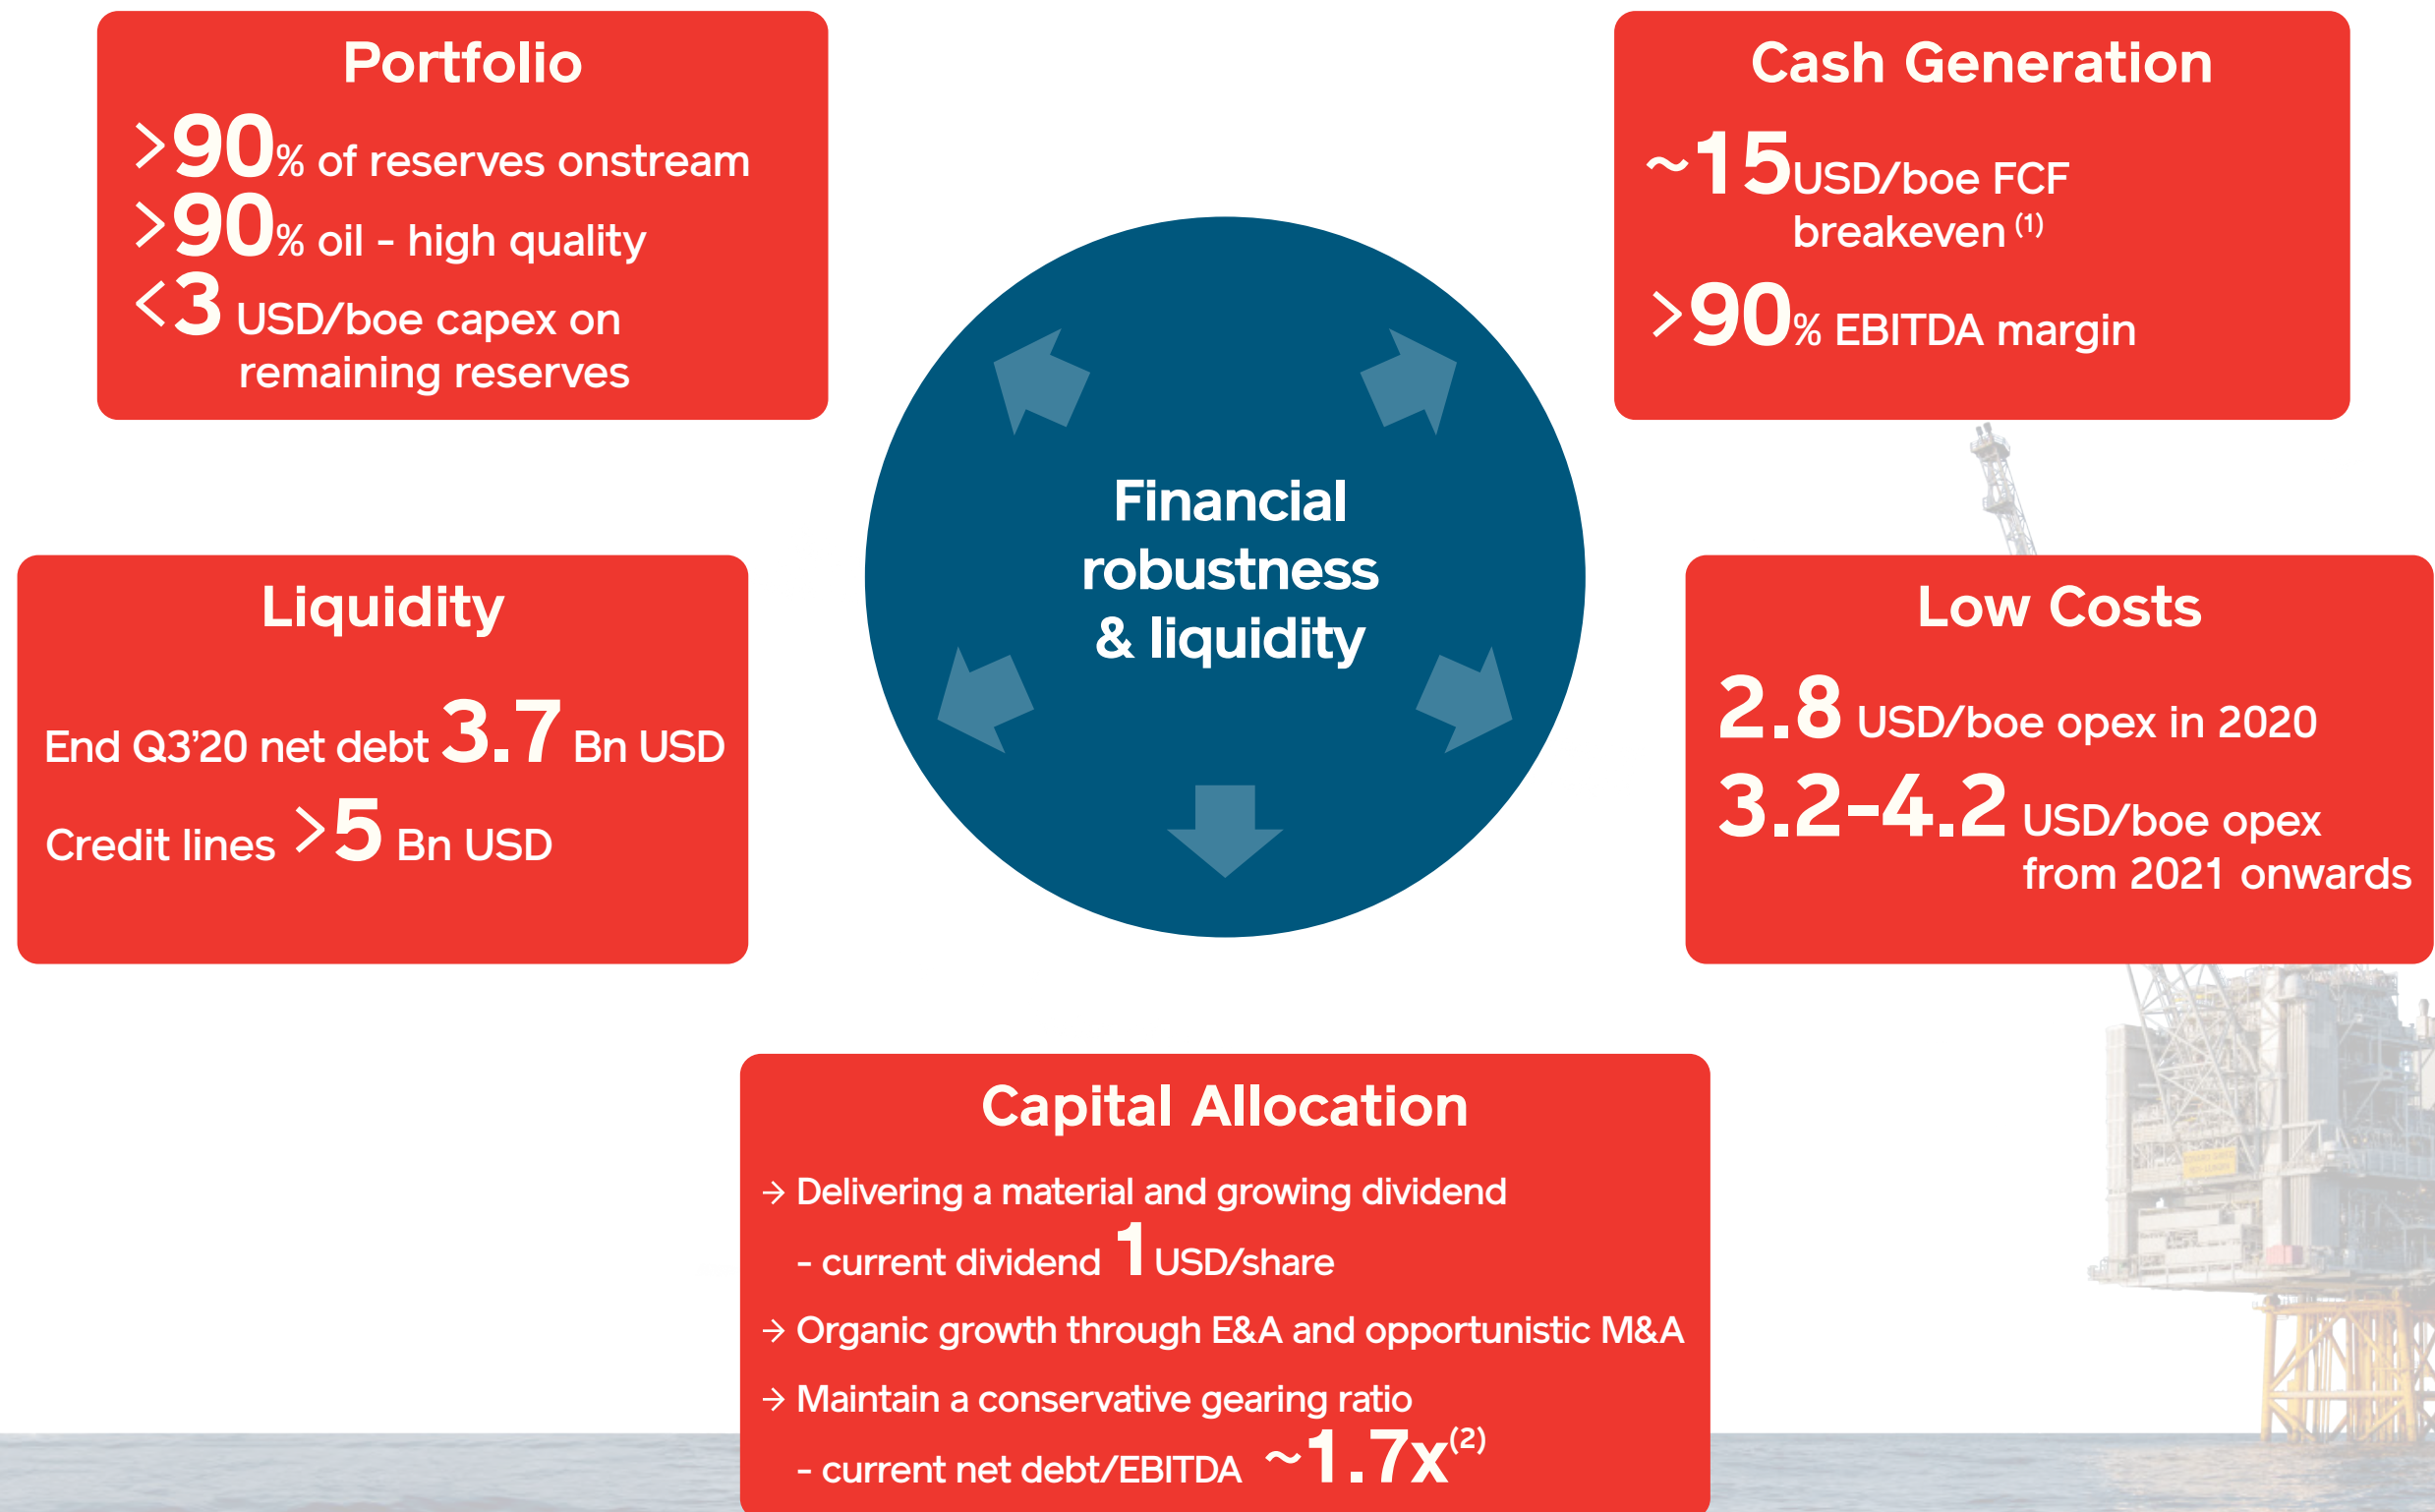 Portfolio
>90% of reserves onstream
>90% oil - high quality
<3 USD/boe capex on
remaining reserves
Cash Generation
~15USD/boe FCF
breakeven (1)
>90% EBITDA margin
Financial
robustness
& liquidity
Liquidity
End Q3’20 net debt 3.7 Bn USD
Credit lines >5 Bn USD
Low Costs
2.8 USD/boe opex in 2020
3.2-4.2 USD/boe opex
from 2021 onwards
Capital Allocation
→ Delivering a material and growing dividend
- current dividend 1 USD/share
→ Organic growth through E&A and opportunistic M&A
→ Maintain a conservative gearing ratio
- current net debt/EBITDA ~1.7x(2)